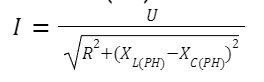 I = U / √(R² + (X_L(PH) − X_C(PH))²)